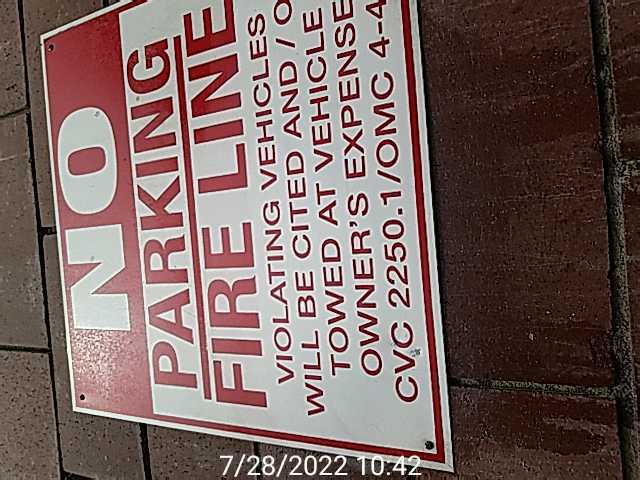 NO
PARKING
FIRE LINE
VIOLATING VEHICLES
WILL BE CITED AND / O
TOWED AT VEHICLE
OWNER'S EXPENSE
CVC 2250.1/OMC 4-4
7/28/2022 10:42